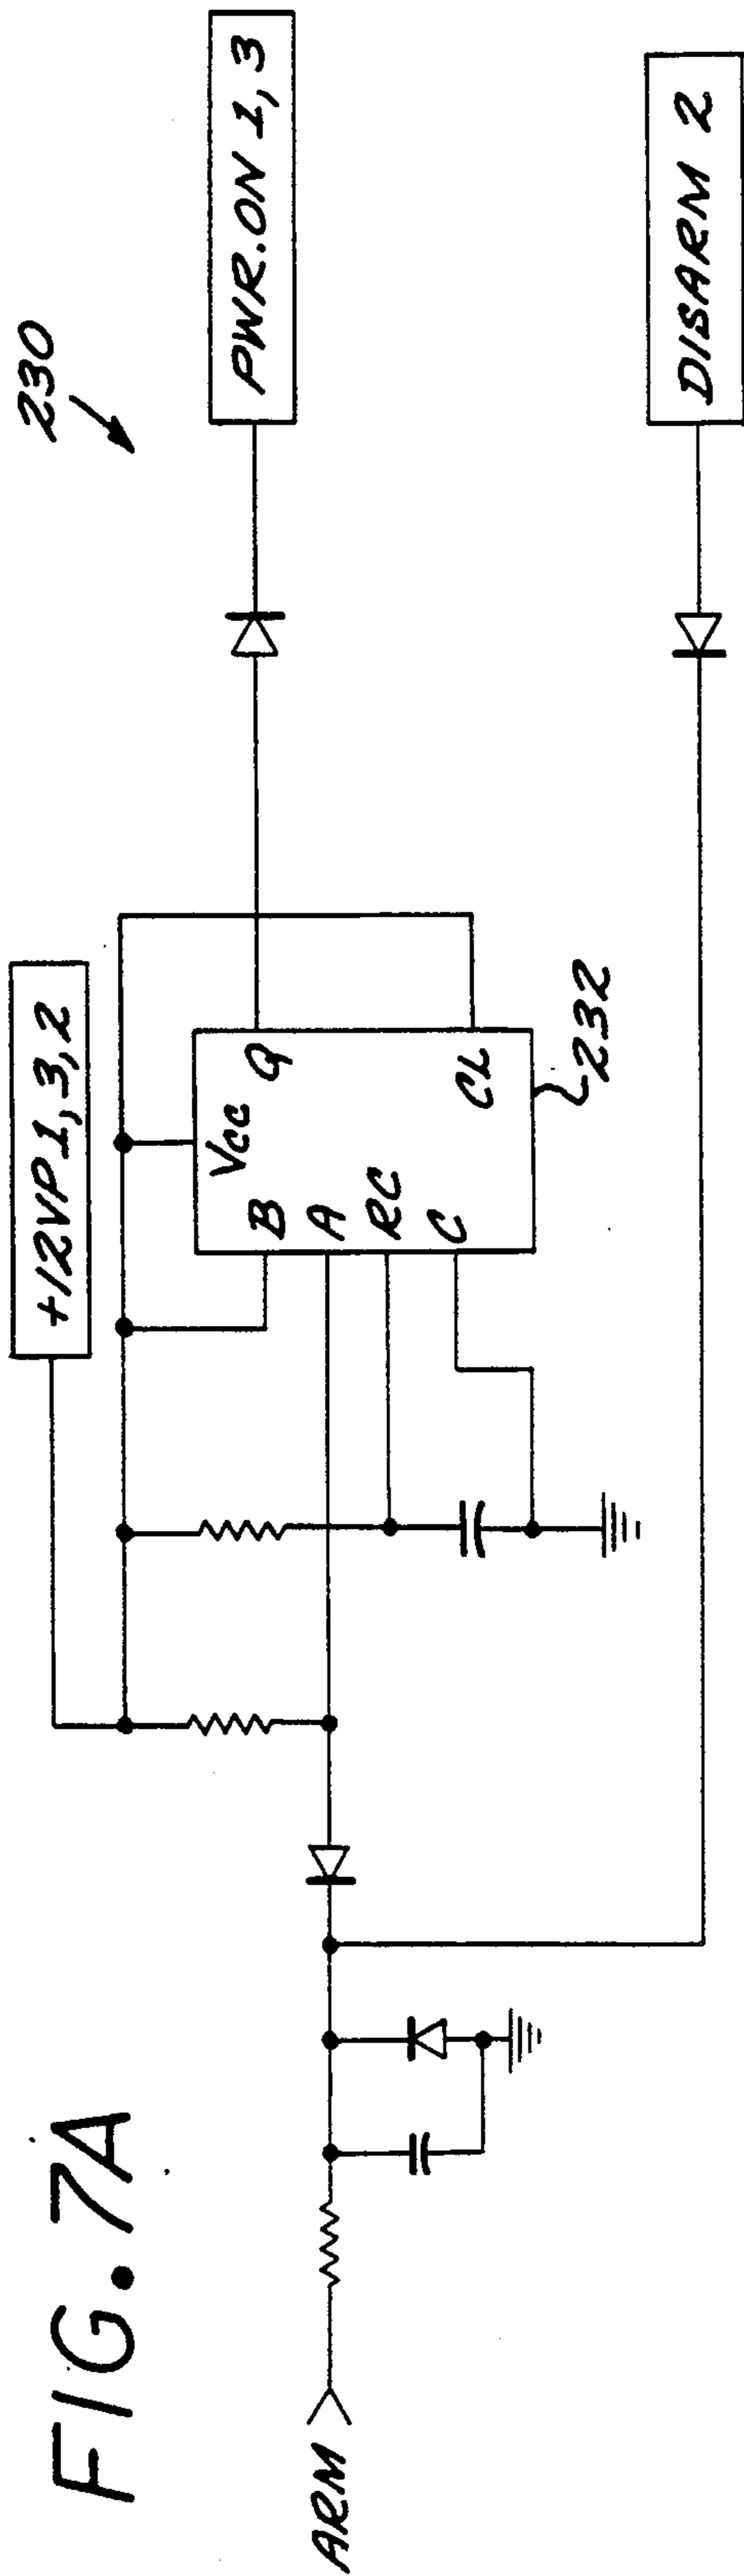 FIG. 7A
230
+12VP1,3,2
PWR.ON 1,3
Vcc
B
Q
A
RC
C
CL
232
ARM
DISARM 2